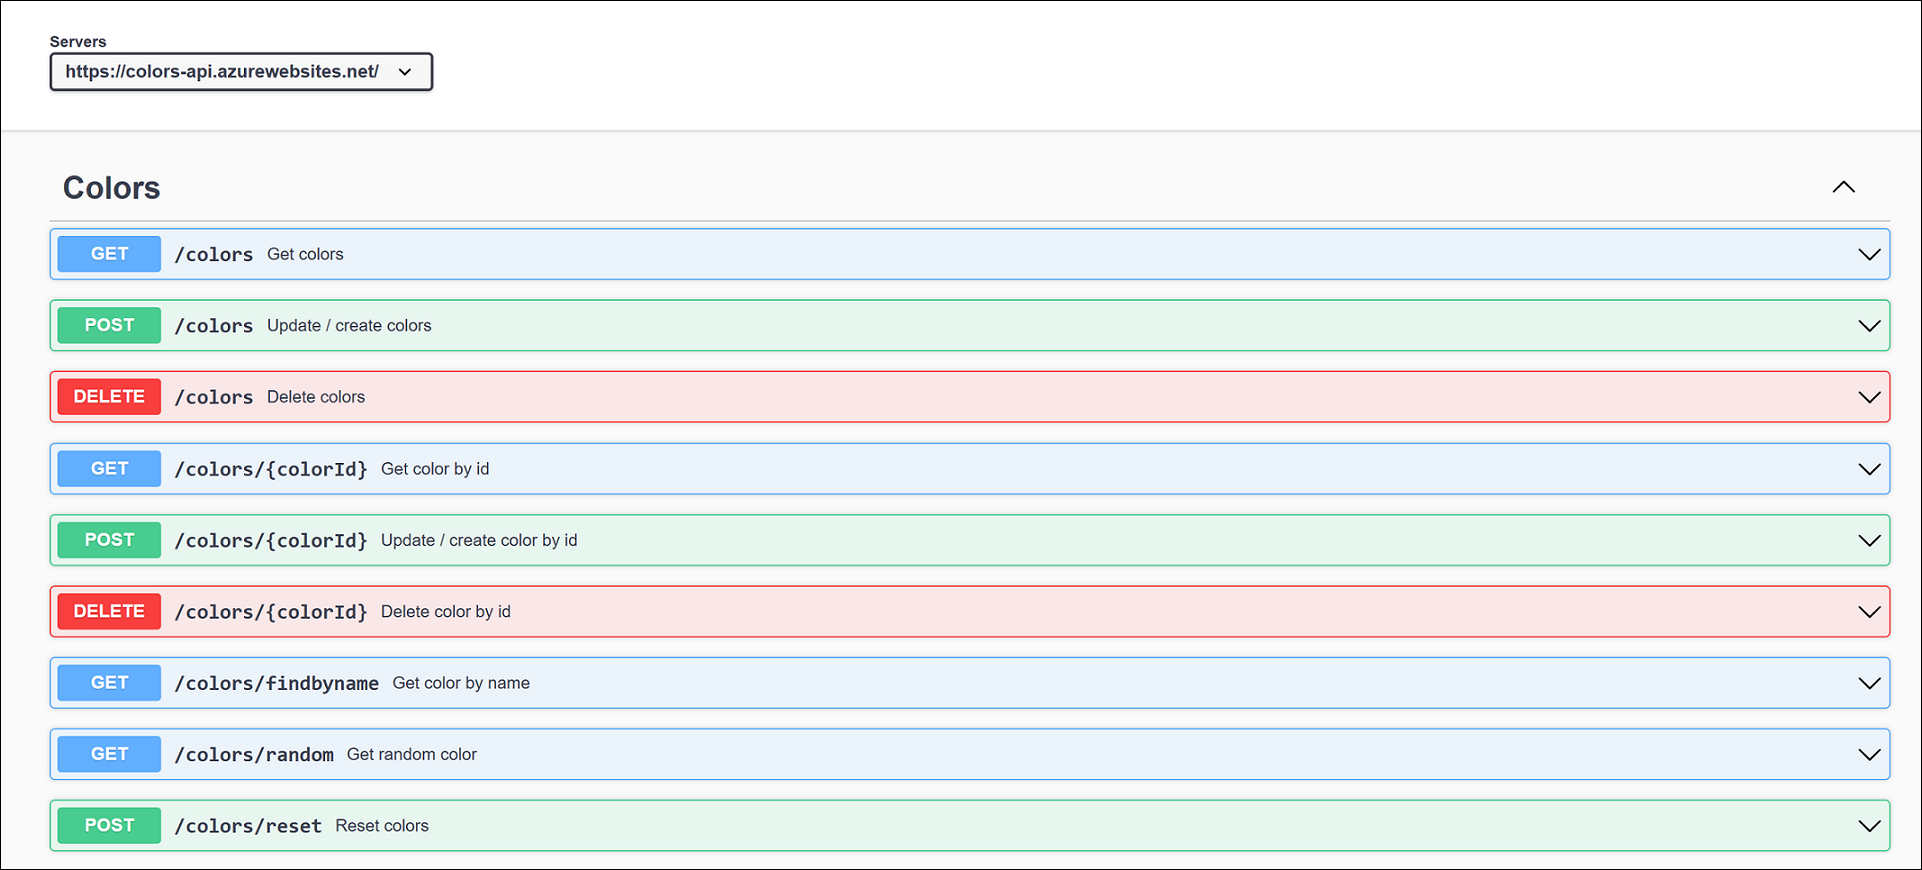 Servers
https://colors-api.azurewebsites.net/
Colors
GET /colors Get colors
POST /colors Update / create colors
DELETE /colors Delete colors
GET /colors/{colorId} Get color by id
POST /colors/{colorId} Update / create color by id
DELETE /colors/{colorId} Delete color by id
GET /colors/findbyname Get color by name
GET /colors/random Get random color
POST /colors/reset Reset colors